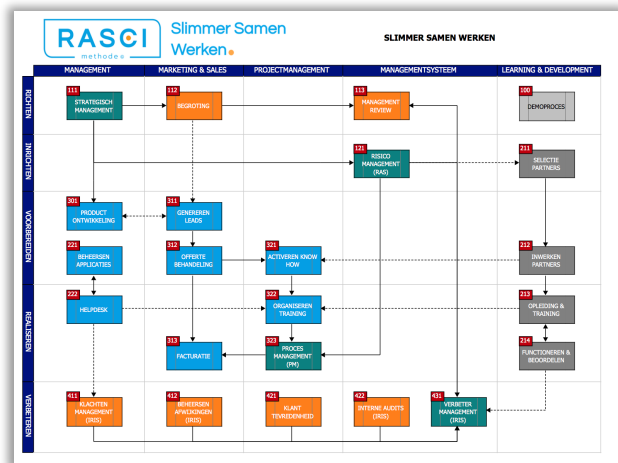 RASCI
methode®
Slimmer Samen
Werken.
SLIMMER SAMEN WERKEN
MANAGEMENT
MARKETING & SALES
PROJECTMANAGEMENT
MANAGEMENTSYSTEEM
LEARNING & DEVELOPMENT
RICHTEN
111
STRATEGISCH
MANAGEMENT
112
BEGROTING
113
MANAGEMENT
REVIEW
100
DEMOPROCES
INRICHTEN
121
RISICO
MANAGEMENT
(RAS)
211
SELECTIE
PARTNERS
VOORBEREIDEN
301
PRODUCT
ONTWIKKELING
311
GENEREREN
LEADS
221
BEHEERSEN
APPLICATIES
312
OFFERTE
BEHANDELING
321
ACTIVEREN KNOW
HOW
212
INWERKEN
PARTNERS
REALISEREN
222
HELPDESK
322
ORGANISEREN
TRAINING
213
OPLEIDING &
TRAINING
313
FACTURATIE
323
PROCES
MANAGEMENT
(PM)
214
FUNCTIONEREN &
BEOORDELEN
VERBETEREN
411
KLACHTEN
MANAGEMENT
(IRIS)
412
BEHEERSEN
AFWIJKINGEN
(IRIS)
421
KLANT
TEVREDENHEID
422
INTERNE AUDITS
(IRIS)
431
VERBETER
MANAGEMENT
(IRIS)